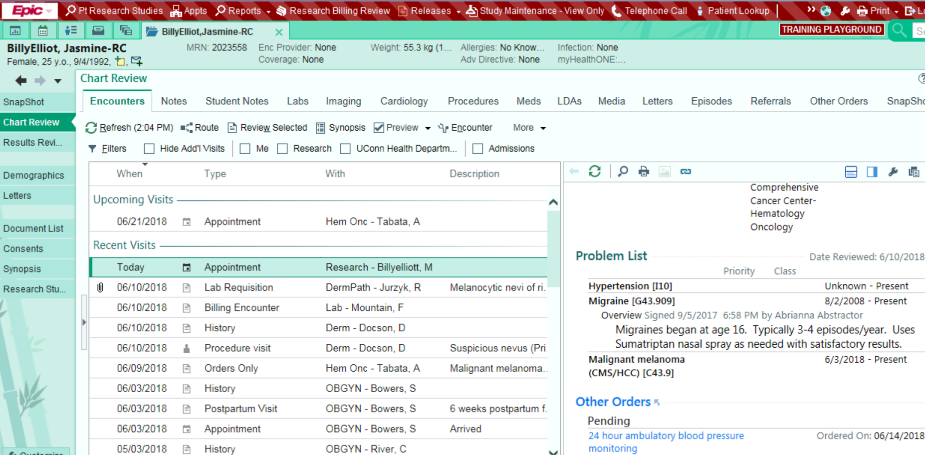 Epic Pt Research Studies Appts Reports Research Billing Review Releases Study Maintenance - View Only Telephone Call Patient Lookup » Print
BillyElliot,Jasmine-RC TRAINING PLAYGROUND
BillyElliot, Jasmine-RC MRN: 2023558 Enc Provider: None Weight: 55.3 kg (1... Allergies: No Know... Infection: None
Female, 25 y.o., 9/4/1992, Coverage: None Adv Directive: None myHealthONE:...
Chart Review
SnapShot
Chart Review
Results Revi...
Demographics
Letters
Document List
Consents
Synopsis
Research Stu...
Customize
Encounters Notes Student Notes Labs Imaging Cardiology Procedures Meds LDAs Media Letters Episodes Referrals Other Orders SnapSho
Refresh (2:04 PM) Route Review Selected Synopsis Preview Encounter More
Filters Hide Add'l Visits Me Research UConn Health Departm... Admissions
When Type With Description
Upcoming Visits
06/21/2018 Appointment Hem Onc - Tabata, A
Recent Visits
Today Appointment Research - Billyelliott, M
06/10/2018 Lab Requisition DermPath - Jurzyk, R Melanocytic nevi of ri...
06/10/2018 Billing Encounter Lab - Mountain, F
06/10/2018 History Derm - Docson, D
06/10/2018 Procedure visit Derm - Docson, D Suspicious nevus (Pri
06/09/2018 Orders Only Hem Onc - Tabata, A Malignant melanoma...
06/03/2018 History OBGYN - Bowers, S
06/03/2018 Postpartum Visit OBGYN - Bowers, S 6 weeks postpartum f...
06/03/2018 Appointment OBGYN - Bowers, S Arrived
05/03/2018 History OBGYN - River, C
Comprehensive
Cancer Center-
Hematology
Oncology
Problem List Date Reviewed: 6/10/2018
Priority Class
Hypertension [I10] Unknown - Present
Migraine [G43.909] 8/2/2008 - Present
Overview Signed 9/5/2017 6:58 PM by Abrianna Abstractor
Migraines began at age 16. Typically 3-4 episodes/year. Uses
Sumatriptan nasal spray as needed with satisfactory results.
Malignant melanoma 6/3/2018 - Present
(CMS/HCC) [C43.9]
Other Orders
Pending
24 hour ambulatory blood pressure Ordered On: 06/14/2018
monitoring